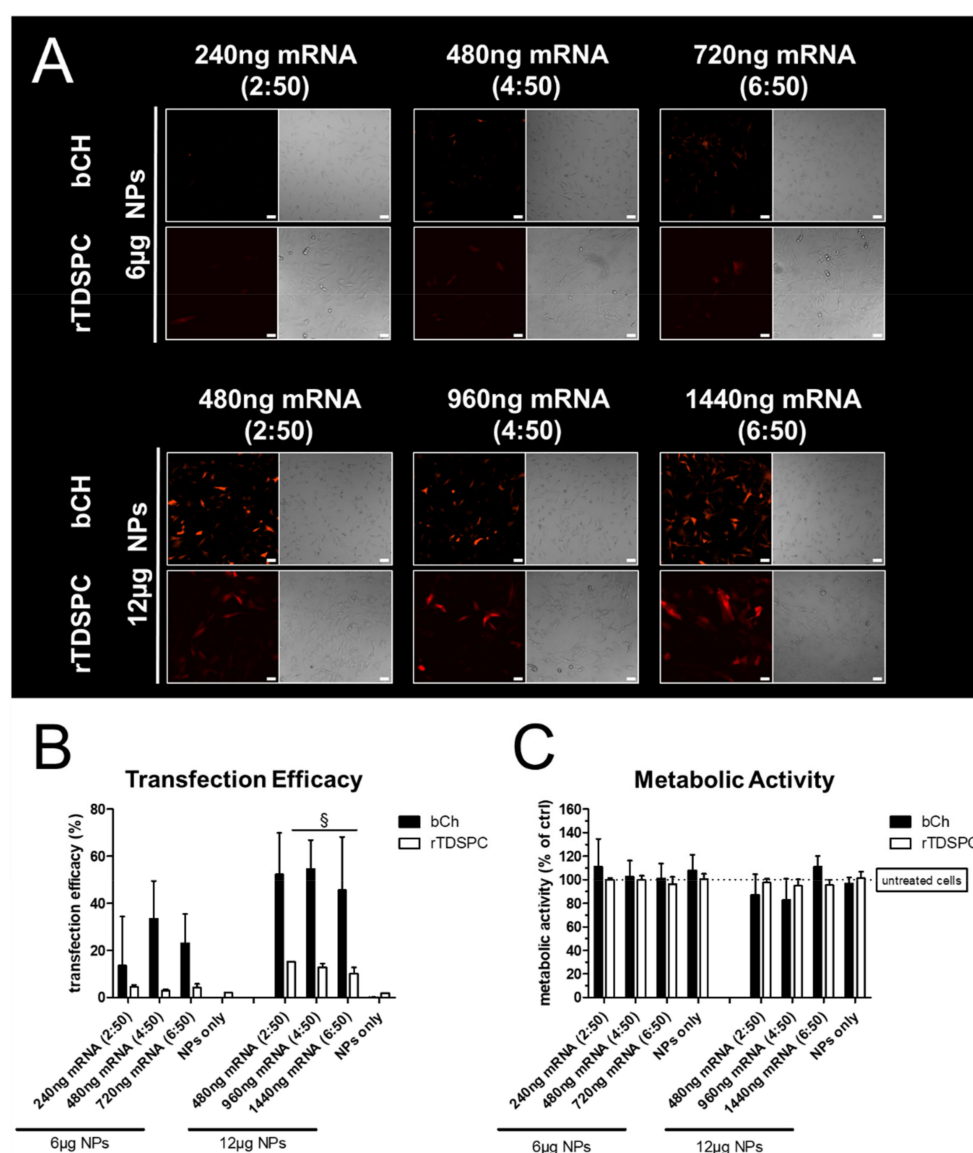 A
240ng mRNA
(2:50)
480ng mRNA
(4:50)
720ng mRNA
(6:50)
bCH
rTDSPC
6µg NPs
480ng mRNA
(2:50)
960ng mRNA
(4:50)
1440ng mRNA
(6:50)
bCH
rTDSPC
12µg NPs
B
Transfection Efficacy
transfection efficacy (%)
80
60
40
20
0
§
bCh
rTDSPC
240ng mRNA (2:50)
480ng mRNA (4:50)
720ng mRNA (6:50)
NPs only
480ng mRNA (2:50)
960ng mRNA (4:50)
1440ng mRNA (6:50)
NPs only
6µg NPs
12µg NPs
C
Metabolic Activity
metabolic activity (% of ctrl)
160
140
120
100
80
60
40
20
0
bCh
rTDSPC
untreated cells
240ng mRNA (2:50)
480ng mRNA (4:50)
720ng mRNA (6:50)
NPs only
480ng mRNA (2:50)
960ng mRNA (4:50)
1440ng mRNA (6:50)
NPs only
6µg NPs
12µg NPs